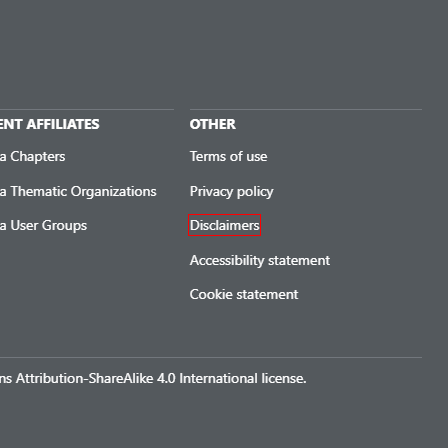 ENT AFFILIATES
a Chapters
a Thematic Organizations
a User Groups
OTHER
Terms of use
Privacy policy
Disclaimers
Accessibility statement
Cookie statement
ns Attribution-ShareAlike 4.0 International license.